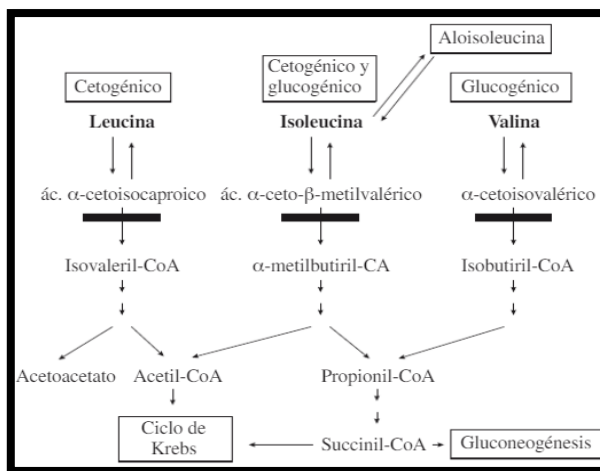 Aloisoleucina
Cetogénico
Cetogénico y
glucogénico
Glucogénico
Leucina
Isoleucina
Valina
ác. α-cetoisocaproico
ác. α-ceto-β-metilvalérico
α-cetoisovalérico
Isovaleril-CoA
α-metilbutiril-CA
Isobutiril-CoA
Acetoacetato
Acetil-CoA
Propionil-CoA
Ciclo de
Krebs
Succinil-CoA
Gluconeogénesis